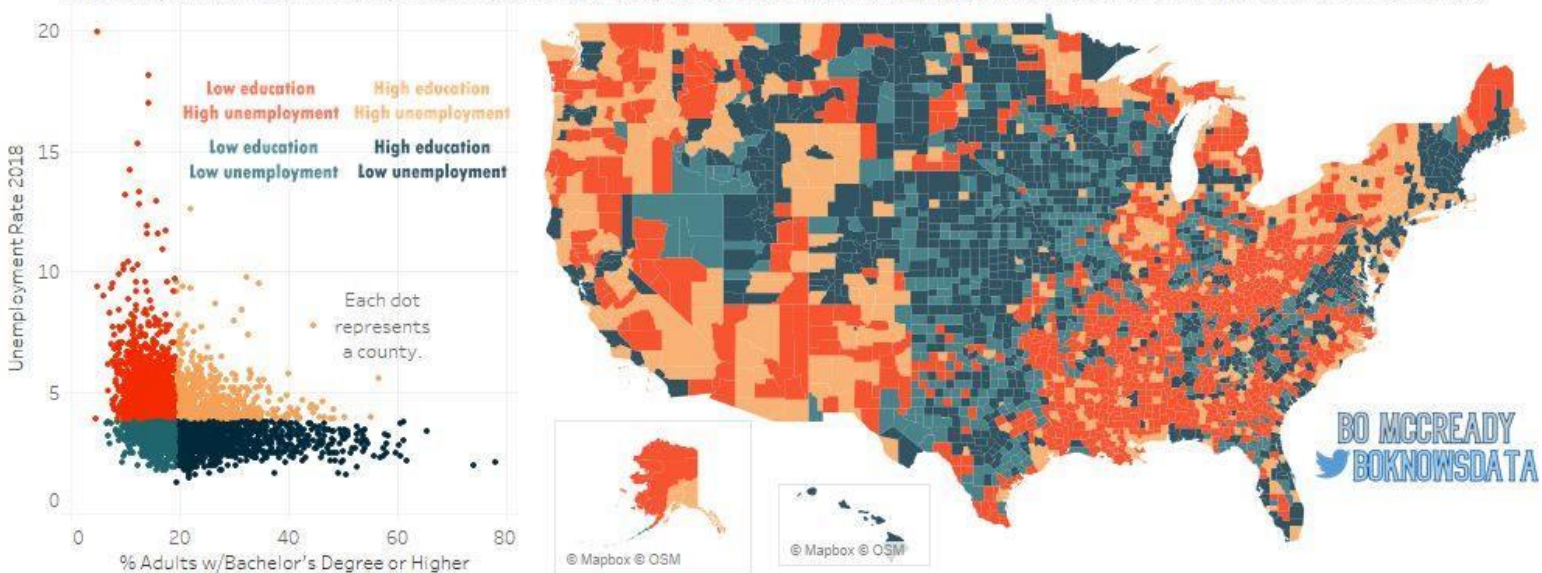 20
15
10
5
0
Unemployment Rate 2018
Low education
High unemployment
High education
High unemployment
Low education
Low unemployment
High education
Low unemployment
Each dot
represents
a county.
0 20 40 60 80
% Adults w/Bachelor's Degree or Higher
© Mapbox © OSM
© Mapbox © OSM
BO MCCREADY
BOKNOWSDATA